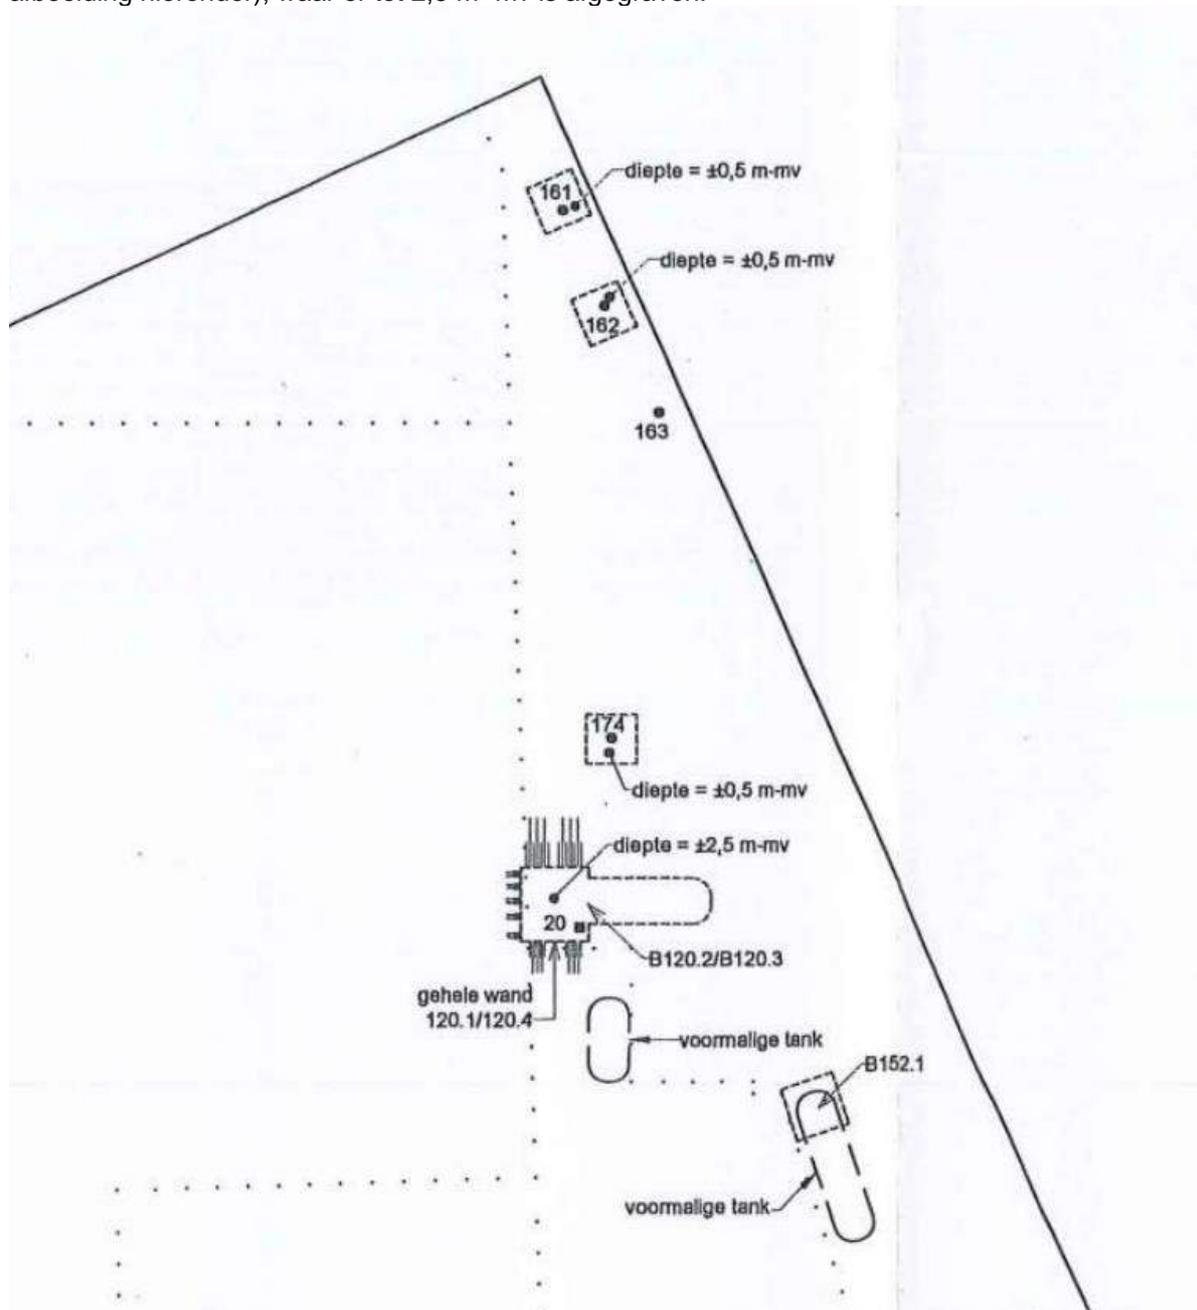 afbeelding hieronder), waar er tot 2,5 m -mv is afgegraven.
161
diepte = ±0,5 m-mv
diepte = ±0,5 m-mv
162
163
174
diepte = ±0,5 m-mv
diepte = ±2,5 m-mv
20
B120.2/B120.3
gehele wand
120.1/120.4
voormalige tank
B152.1
voormalige tank